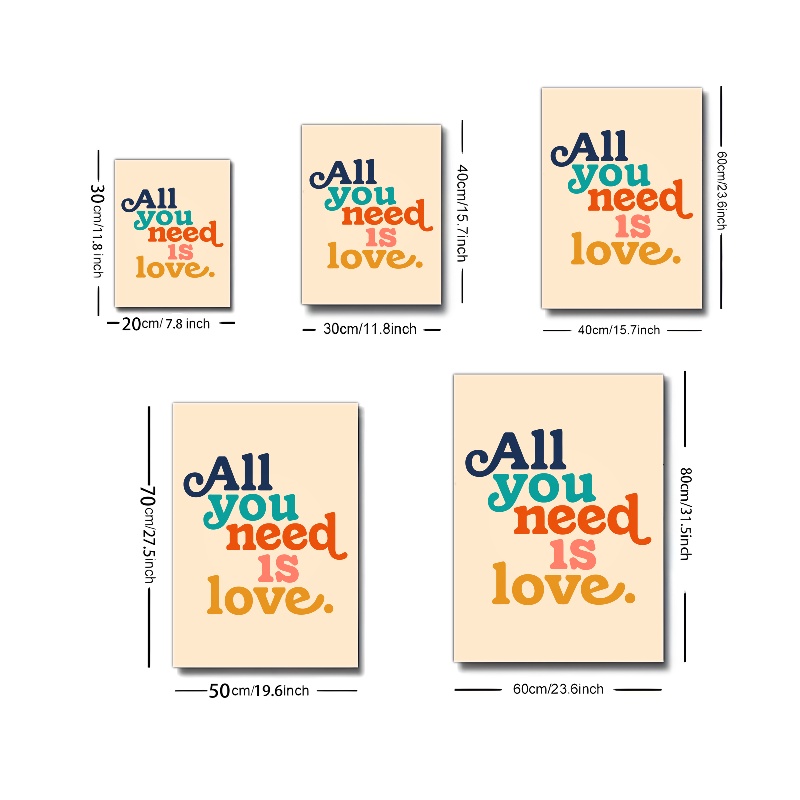 All
you
need
is
love.
30cm/11.8 inch
20cm/ 7.8 inch
All
you
need
is
love.
40cm/15.7inch
30cm/11.8inch
All
you
need
is
love.
60cm/23.6inch
40cm/15.7inch
All
you
need
is
love.
70cm/27.5inch
50cm/19.6inch
All
you
need
is
love.
80cm/31.5inch
60cm/23.6inch